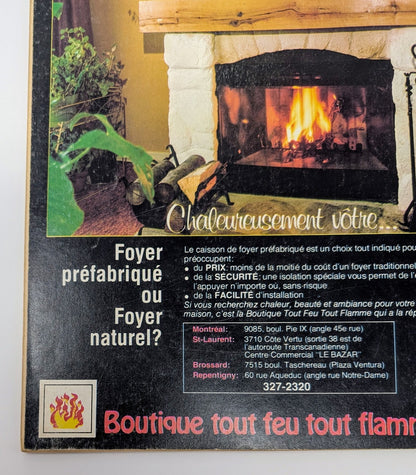 Chaleureusement vôtre...
Foyer
préfabriqué
ou
Foyer
naturel?
Le caisson de foyer préfabriqué est un choix tout indiqué pou
préoccupent:
• du PRIX: moins de la moitié du coût d'un foyer traditionnel
• de la SÉCURITÉ: une isolation spéciale vous permet de l'
l'appuyer n'importe où, sans risque
• de la FACILITÉ d'installation
Si vous recherchez chaleur, beauté et ambiance pour votre
maison, c'est la Boutique Tout Feu Tout Flamme qui a la rép
Montréal: 9085, boul. Pie IX (angle 45e rue)
St-Laurent: 3710 Côte Vertu (sortie 38 est de
l'autoroute Transcanadienne)
Centre Commercial "LE BAZAR"
Brossard: 7515 boul. Taschereau (Plaza Ventura)
Repentigny: 60 rue Aqueduc (angle rue Notre-Dame)
327-2320
Boutique tout feu tout flamm